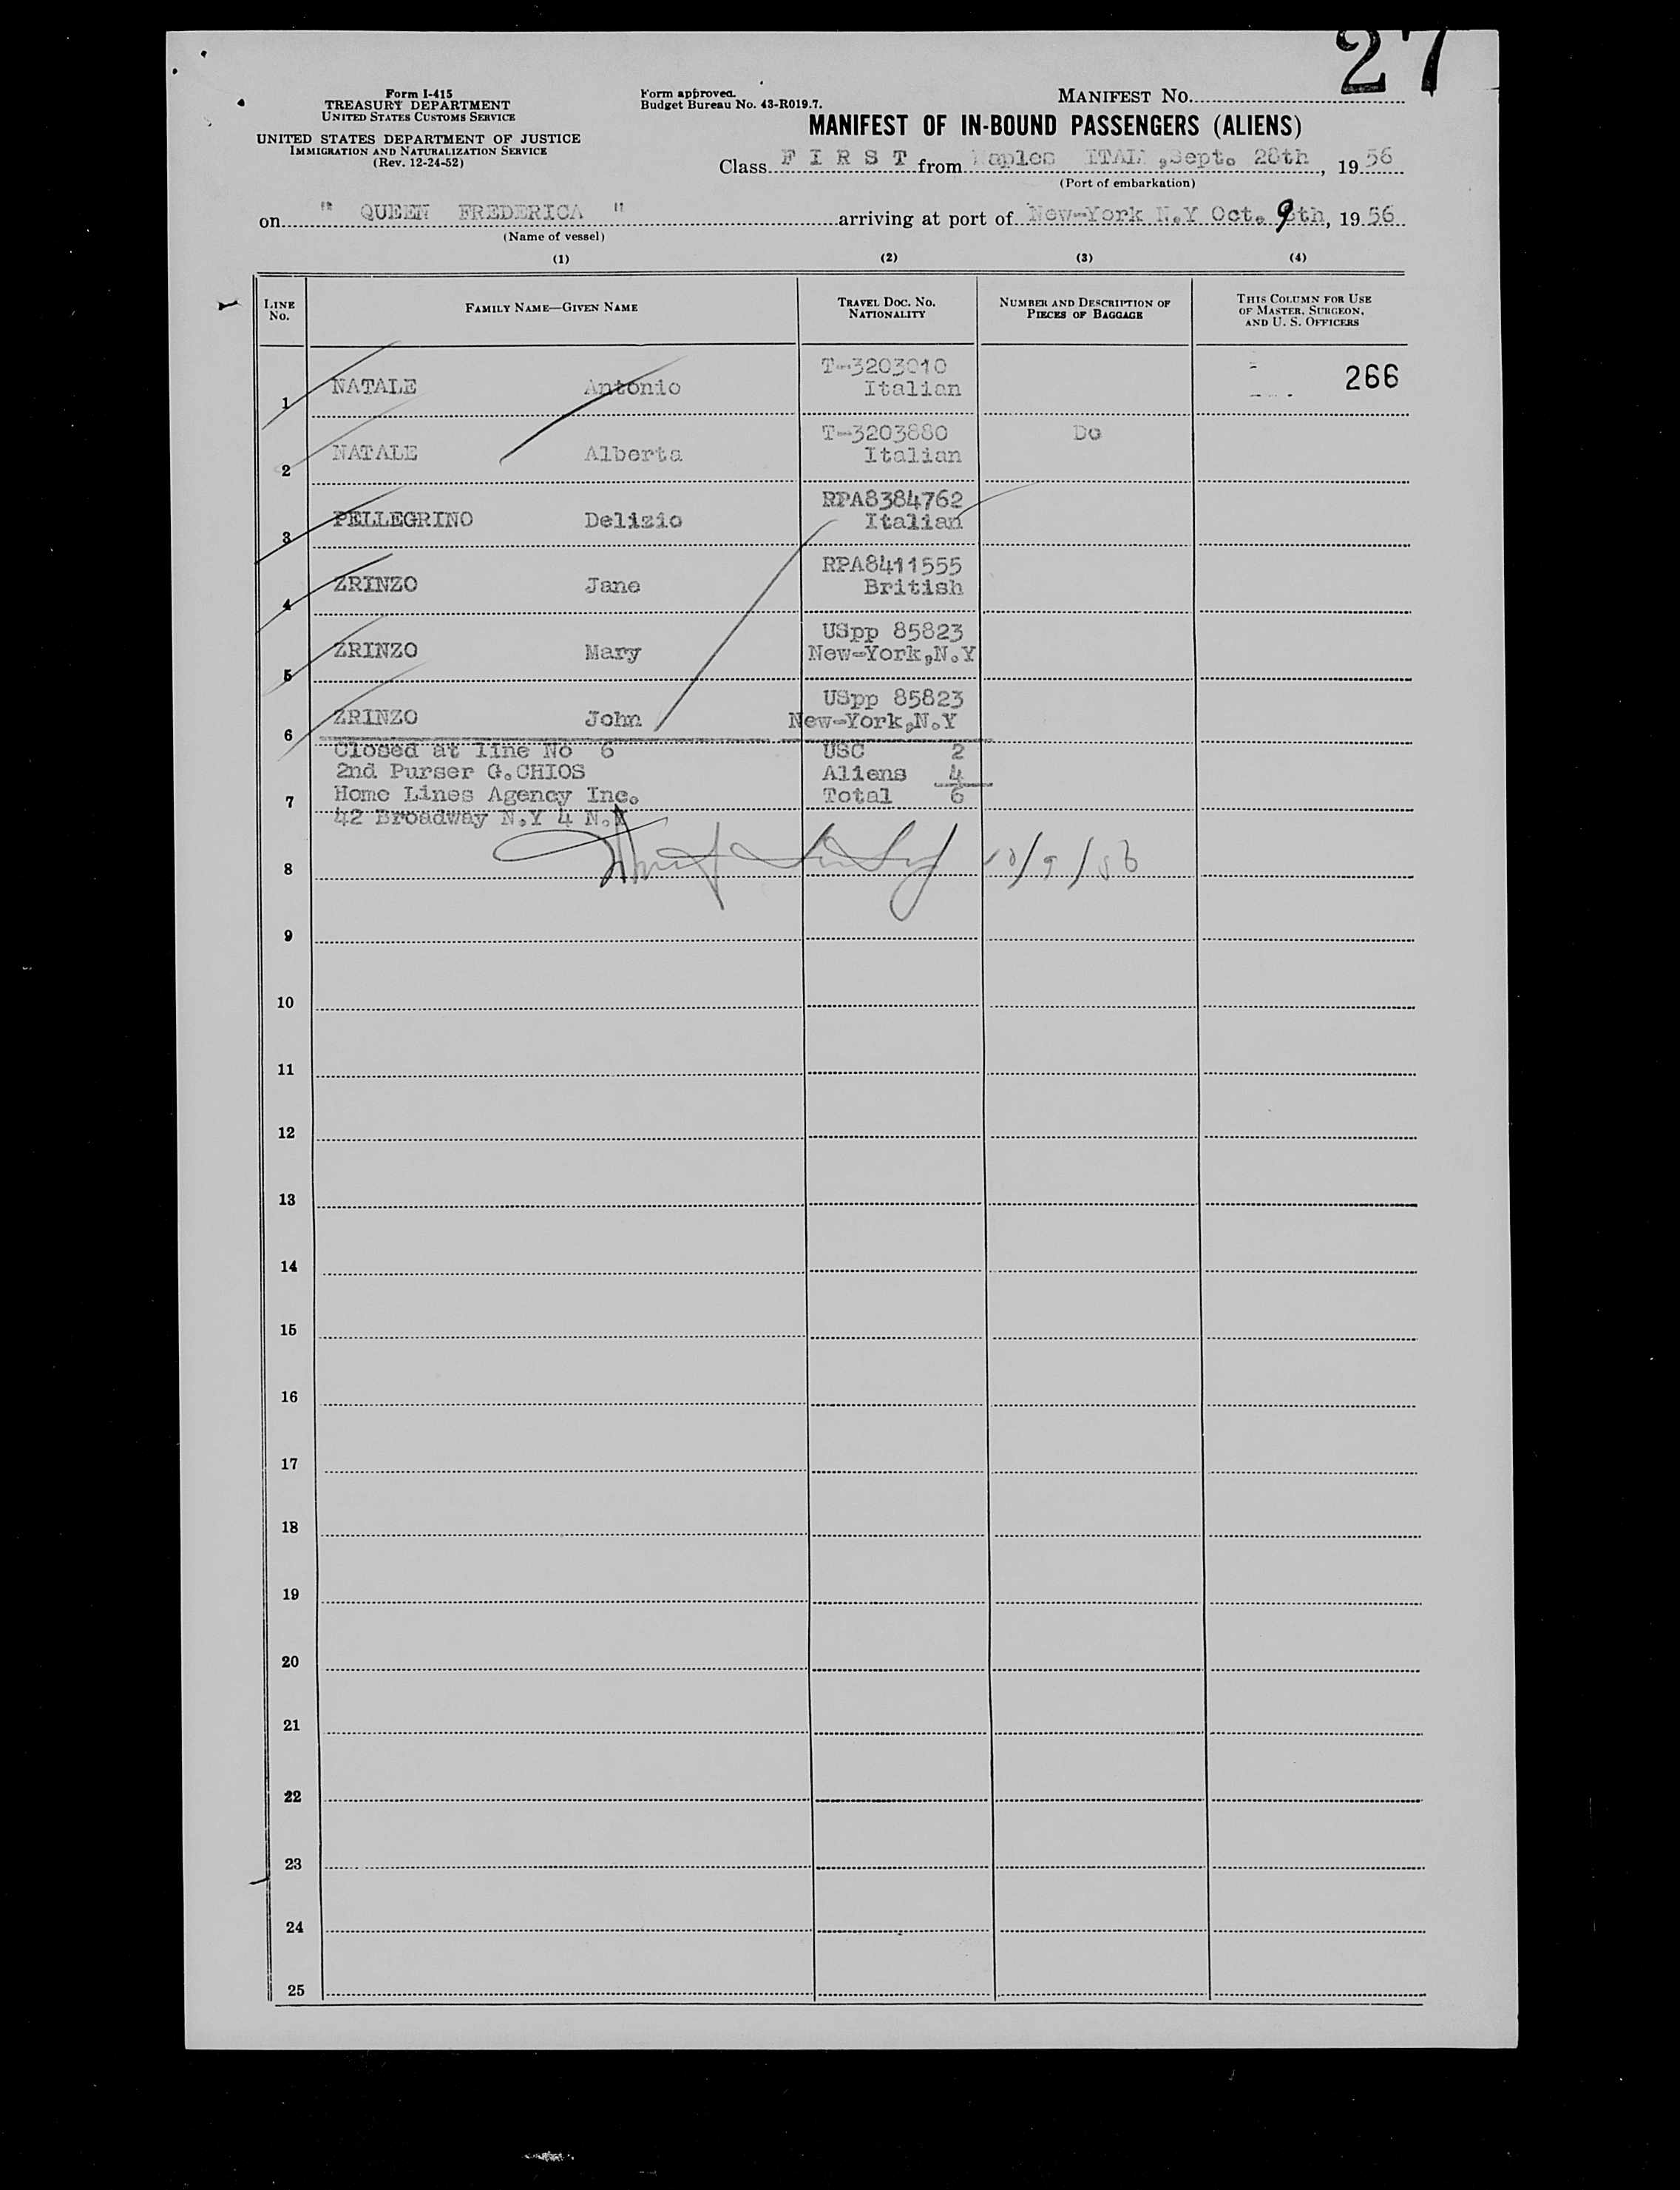 27
Form I-415
TREASURY DEPARTMENT
UNITED STATES CUSTOMS SERVICE
UNITED STATES DEPARTMENT OF JUSTICE
IMMIGRATION AND NATURALIZATION SERVICE
(Rev. 12-24-52)
Form approved.
Budget Bureau No. 43-R019.7.
MANIFEST NO.
MANIFEST OF IN-BOUND PASSENGERS (ALIENS)
Class F I R S T from Naples ITALY ,Sept. 28th, 19 56
(Port of embarkation)
on " QUEEN FREDERICA " arriving at port of New-York N.Y Oct. 9th, 19 56
(Name of vessel)
(1) (2) (3) (4)
LINE No. FAMILY NAME—GIVEN NAME TRAVEL DOC. NO. NATIONALITY NUMBER AND DESCRIPTION OF PIECES OF BAGGAGE THIS COLUMN FOR USE OF MASTER, SURGEON, AND U. S. OFFICERS
1 NATALE Antonio T-3203010 Italian 266
2 NATALE Alberta T-3203880 Italian Do
3 PELLEGRINO Delizio RPA8384762 Italian
4 ZRINZO Jane RPA8411555 British
5 ZRINZO Mary USpp 85823 New-York,N.Y
6 ZRINZO John USpp 85823 New-York,N.Y
Closed at line No 6 USC 2
2nd Purser G.CHIOS Aliens 4
7 Home Lines Agency Inc. Total 6
42 Broadway N.Y 4 N.Y
8 10/9/56
9
10
11
12
13
14
15
16
17
18
19
20
21
22
23
24
25